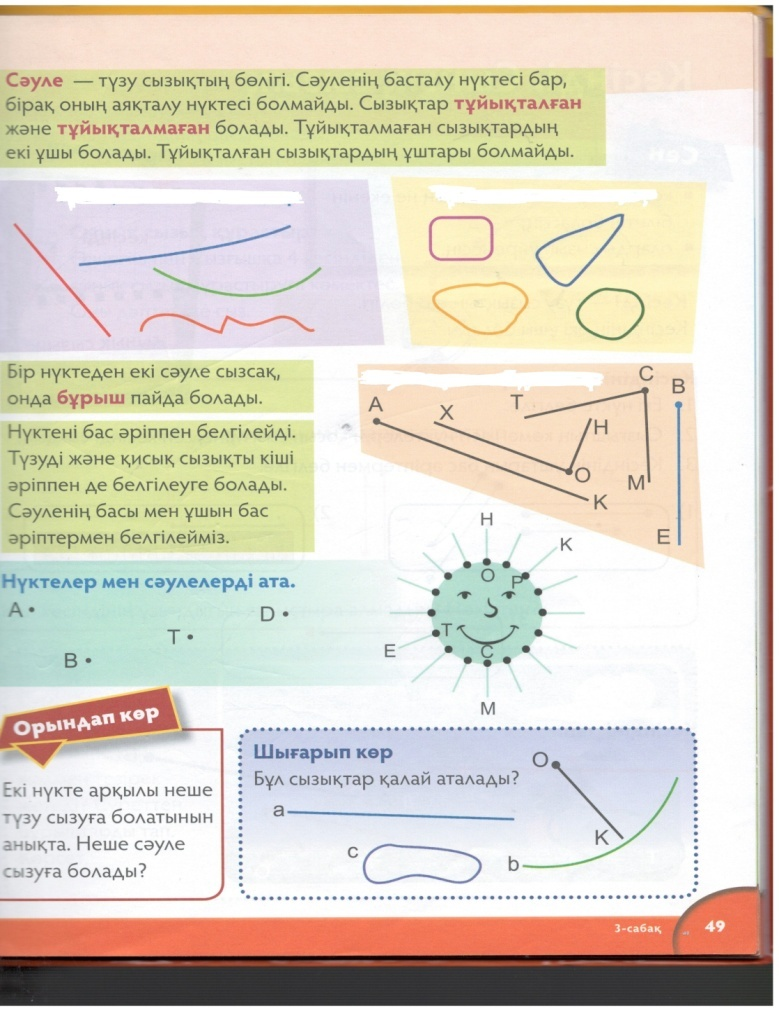 Сәуле — түзу сызықтың бөлігі. Сәуленің басталу нүктесі бар,
бірақ оның аяқталу нүктесі болмайды. Сызықтар тұйықталған
және тұйықталмаған болады. Тұйықталмаған сызықтардың
екі ұшы болады. Тұйықталған сызықтардың ұштары болмайды.
Бір нүктеден екі сәуле сызсақ,
онда бұрыш пайда болады.
Нүктені бас әріппен белгілейді.
Түзуді және қисық сызықты кіші
әріппен де белгілеуге болады.
Сәуленің басы мен ұшын бас
әріптермен белгілейміз.
A
X
T
C
B
H
O
M
K
E
Нүктелер мен сәулелерді ата.
A
B
T
D
H
K
O
P
T
C
E
M
Орындап көр
Екі нүкте арқылы неше
түзу сызуға болатынын
анықта. Неше сәуле
сызуға болады?
Шығарып көр
Бұл сызықтар қалай аталады?
a
c
b
O
K
3-сабақ
49